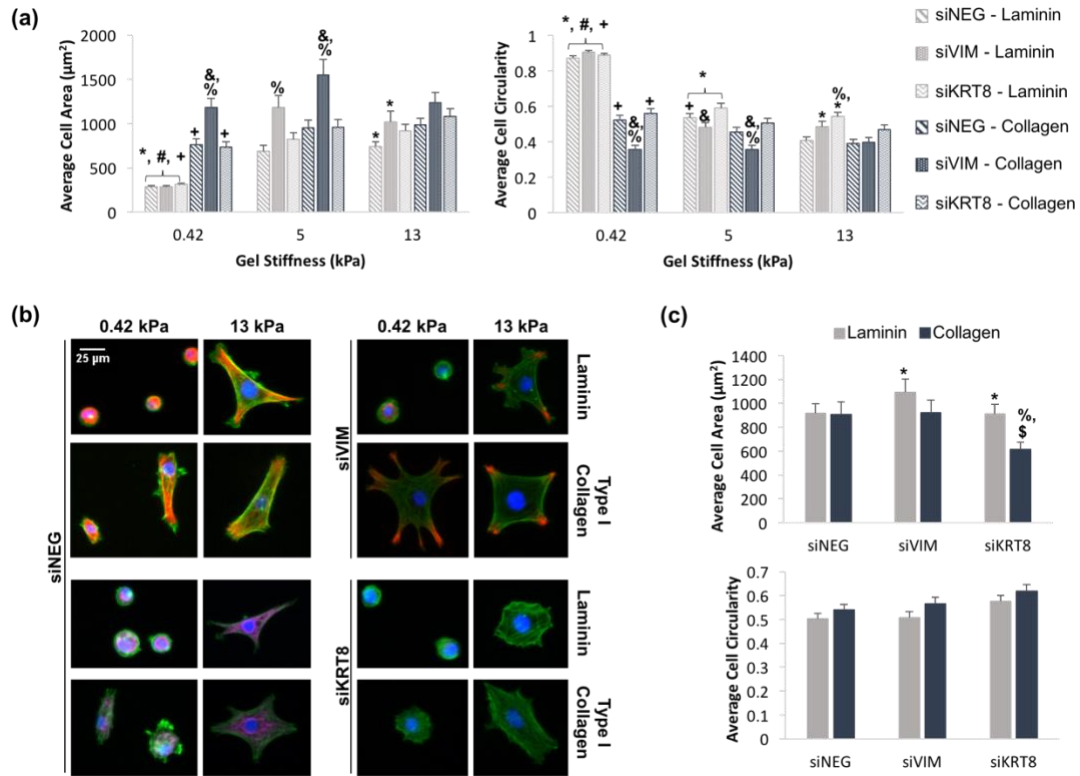 (a)
Average Cell Area (µm²)
2000
1500
1000
500
0
*, #, +
+
&,
%
+
%
&,
%
*
*
0.42 5 13
Gel Stiffness (kPa)
Average Cell Circularity
1
0.8
0.6
0.4
0.2
0
*, #, +
+
&,
%
+
*
+
&
&,
%
*
%,
*
0.42 5 13
Gel Stiffness (kPa)
siNEG - Laminin
siVIM - Laminin
siKRT8 - Laminin
siNEG - Collagen
siVIM - Collagen
siKRT8 - Collagen
(b)
0.42 kPa 13 kPa 0.42 kPa 13 kPa
25 µm
siNEG
siVIM
siKRT8
Laminin
Type I
Collagen
Laminin
Type I
Collagen
(c)
Laminin Collagen
Average Cell Area (µm²)
1400
1200
1000
800
600
400
200
0
*
*
%,
$
siNEG siVIM siKRT8
Average Cell Circularity
0.7
0.6
0.5
0.4
0.3
0.2
0.1
0
siNEG siVIM siKRT8